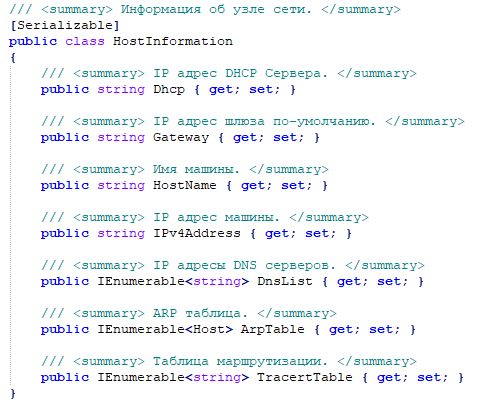 /// <summary> Информация об узле сети. </summary>
[Serializable]
public class HostInformation
{
/// <summary> IP адрес DHCP Сервера. </summary>
public string Dhcp { get; set; }
/// <summary> IP адрес шлюза по-умолчанию. </summary>
public string Gateway { get; set; }
/// <summary> Имя машины. </summary>
public string HostName { get; set; }
/// <summary> IP адрес машины. </summary>
public string IPv4Address { get; set; }
/// <summary> IP адресы DNS серверов. </summary>
public IEnumerable<string> DnsList { get; set; }
/// <summary> ARP таблица. </summary>
public IEnumerable<Host> ArpTable { get; set; }
/// <summary> Таблица маршрутизации. </summary>
public IEnumerable<string> TracertTable { get; set; }
}